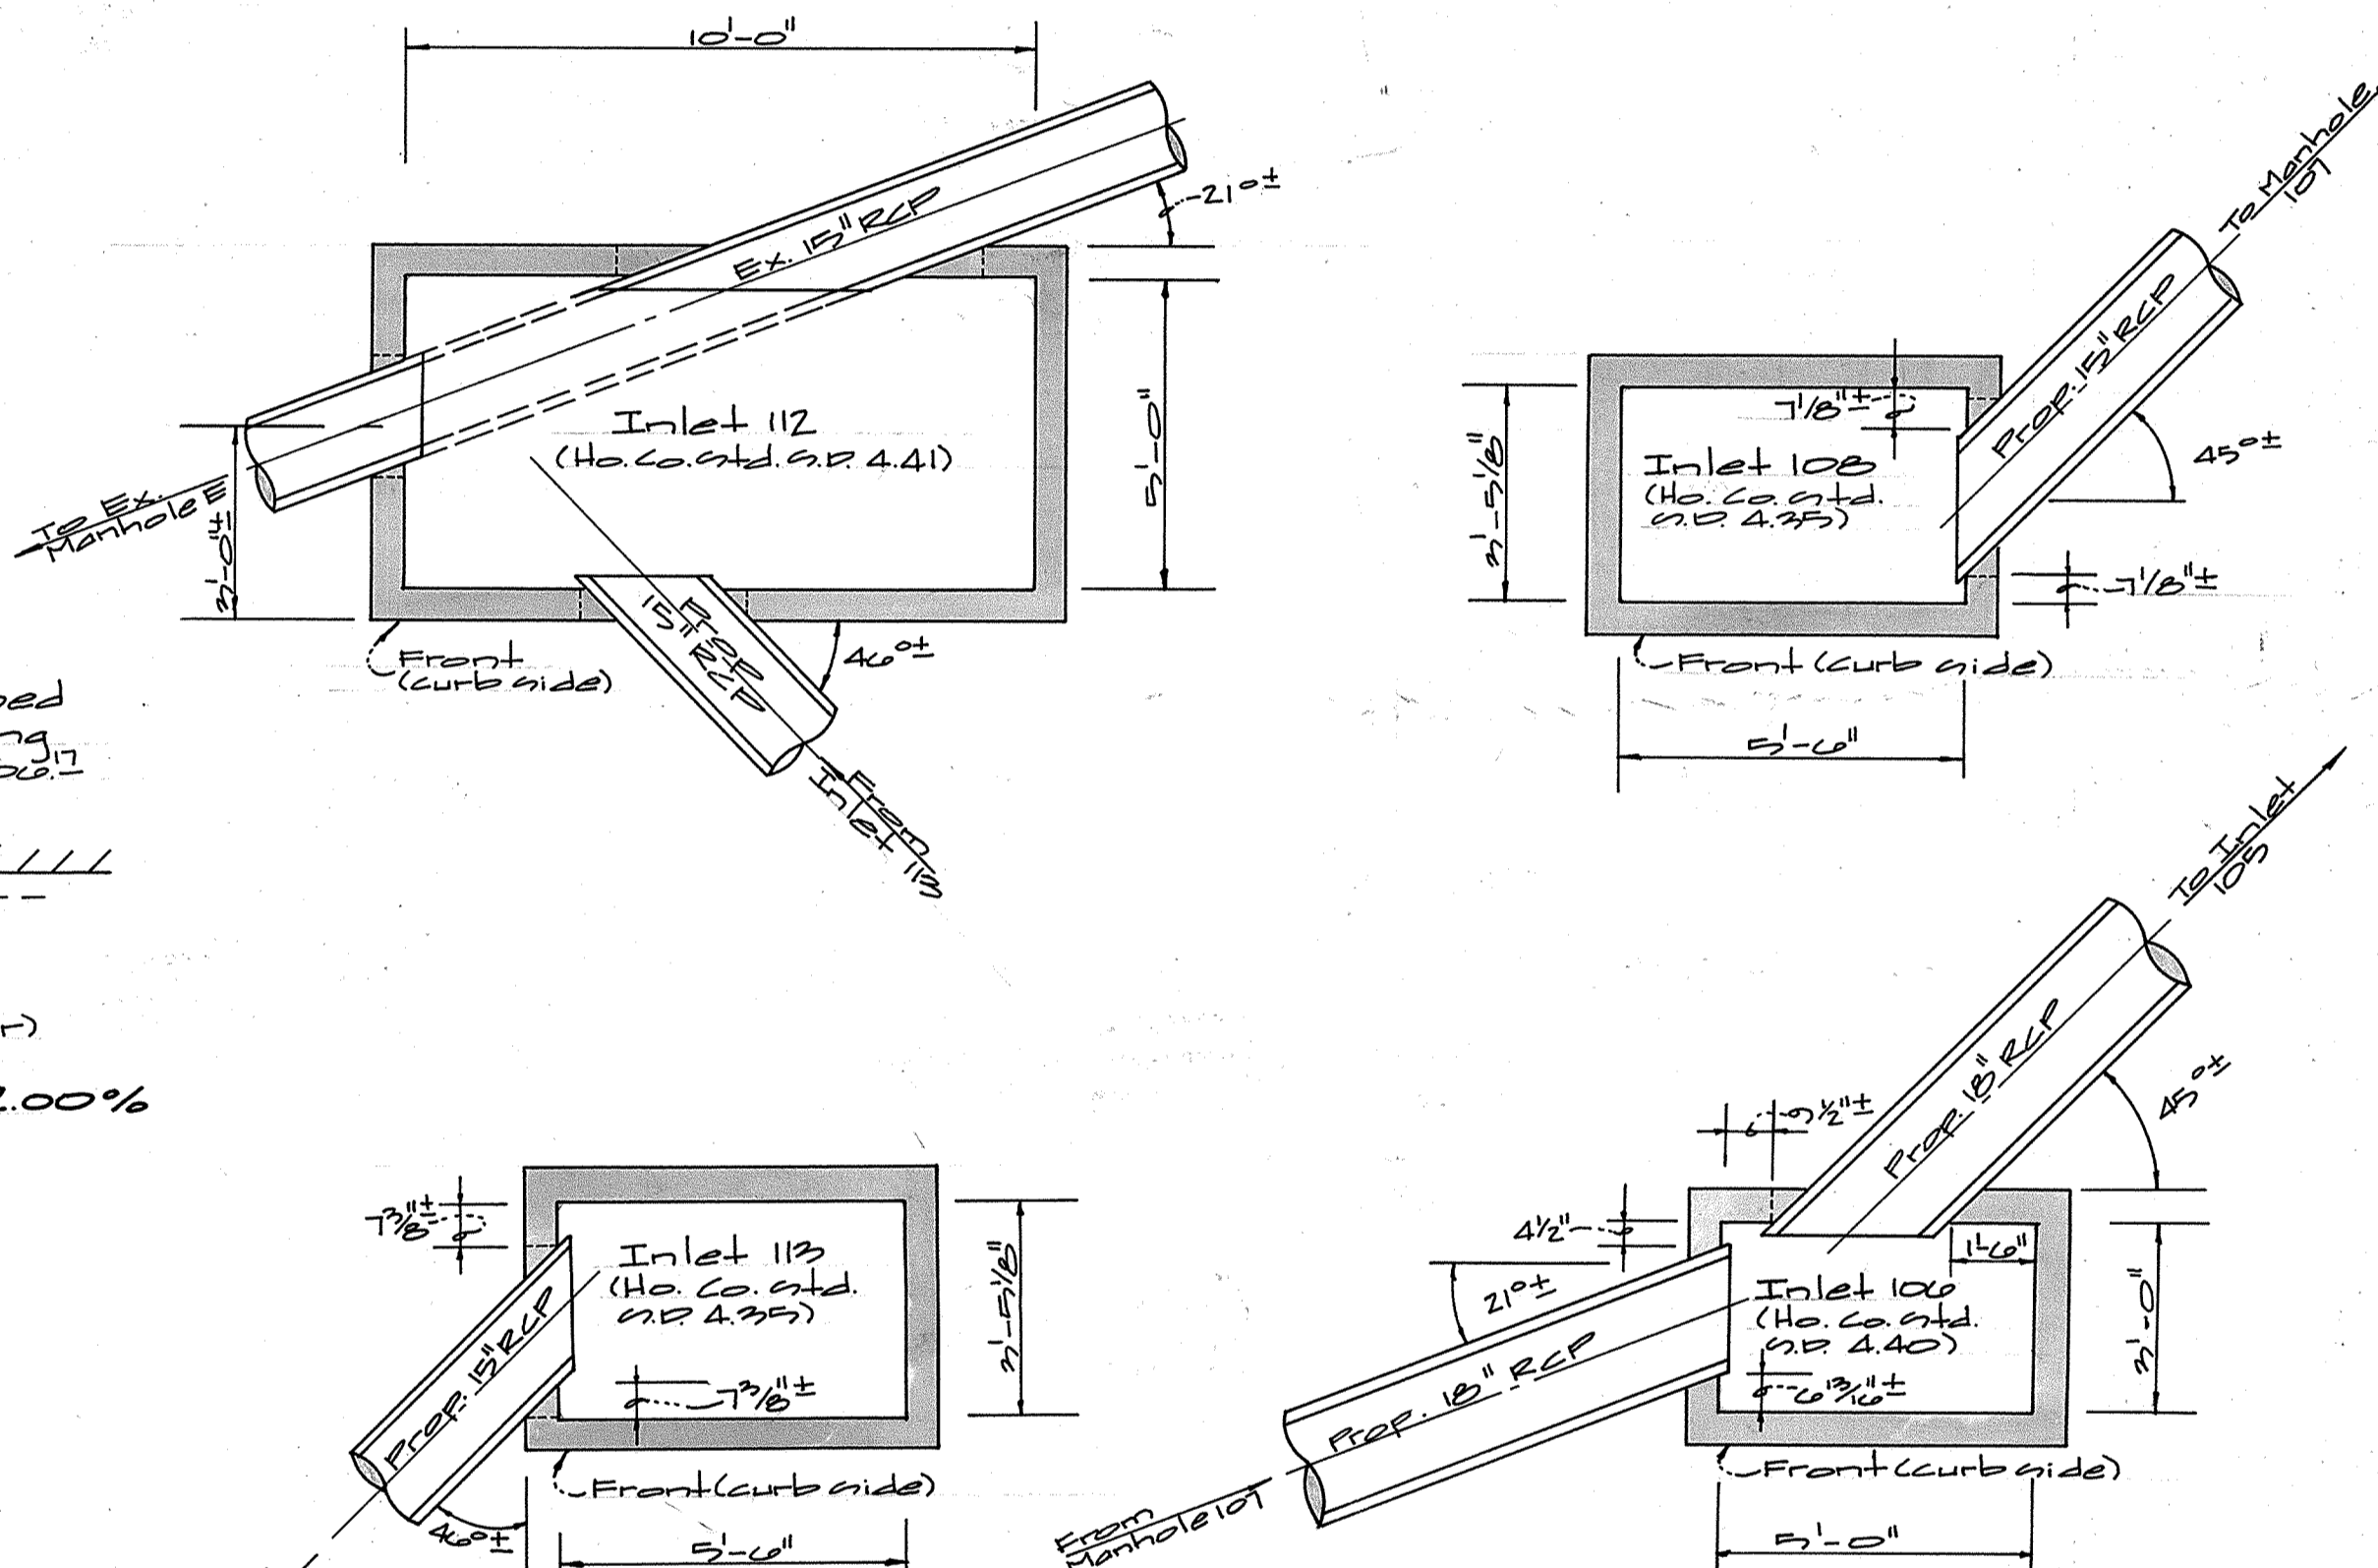 10'-0"
Ex. 15" RCP
21°±
To Ex.
Manhole E
3'-0"±
Inlet 112
(Ho. Co. Std. S.D. 4.41)
5'-0"
Front
(curb side)
Prop.
15" RCP
46°±
From
Inlet 113
To Manhole
107
Prop. 15" RCP
7 1/8"±
45°±
3'-5 1/8"
Inlet 108
(Ho. Co. Std.
S.D. 4.35)
7 1/8"±
Front (curb side)
5'-6"
2.00%
7 3/8"±
Inlet 113
(Ho. Co. Std.
S.D. 4.35)
3'-5 1/8"
Prop. 15" RCP
7 3/8"±
Front (curb side)
46°±
5'-6"
To Inlet
105
Prop. 18" RCP
45°±
9 1/2"±
4 1/2"
21°±
1'-6"
Inlet 106
(Ho. Co. Std.
S.D. 4.40)
3'-0"
6 13/16"±
Prop. 18" RCP
Front (curb side)
From
Manhole 107
5'-0"